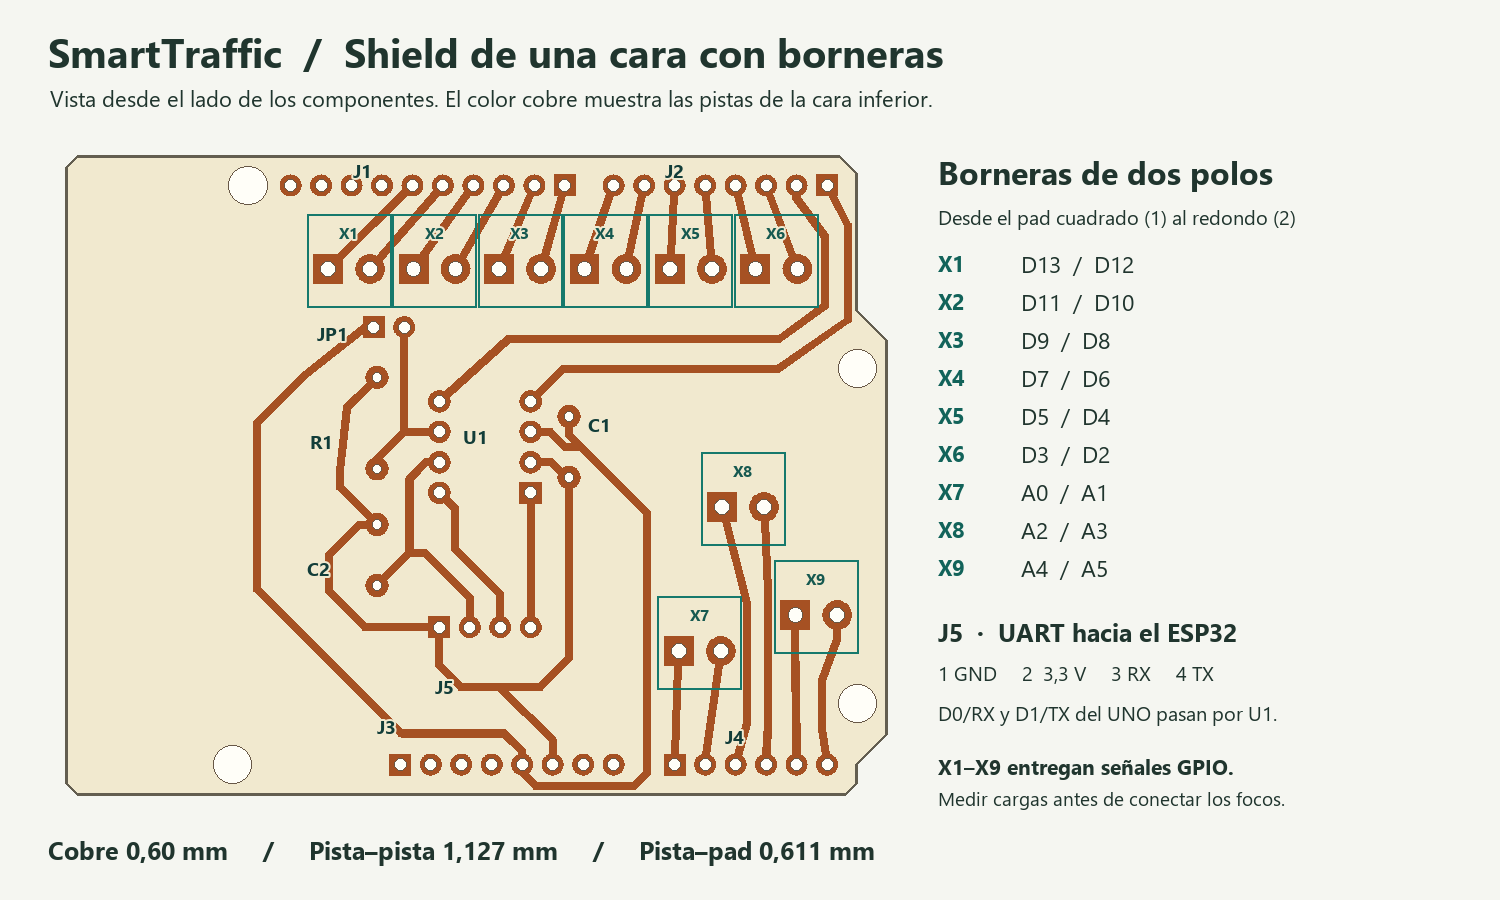 SmartTraffic / Shield de una cara con borneras
Vista desde el lado de los componentes. El color cobre muestra las pistas de la cara inferior.
J1
J2
X1
X2
X3
X4
X5
X6
JP1
R1
U1
C1
C2
X8
X9
X7
J5
J3
J4
Borneras de dos polos
Desde el pad cuadrado (1) al redondo (2)
X1 D13 / D12
X2 D11 / D10
X3 D9 / D8
X4 D7 / D6
X5 D5 / D4
X6 D3 / D2
X7 A0 / A1
X8 A2 / A3
X9 A4 / A5
J5 · UART hacia el ESP32
1 GND 2 3,3 V 3 RX 4 TX
D0/RX y D1/TX del UNO pasan por U1.
X1–X9 entregan señales GPIO.
Medir cargas antes de conectar los focos.
Cobre 0,60 mm / Pista–pista 1,127 mm / Pista–pad 0,611 mm